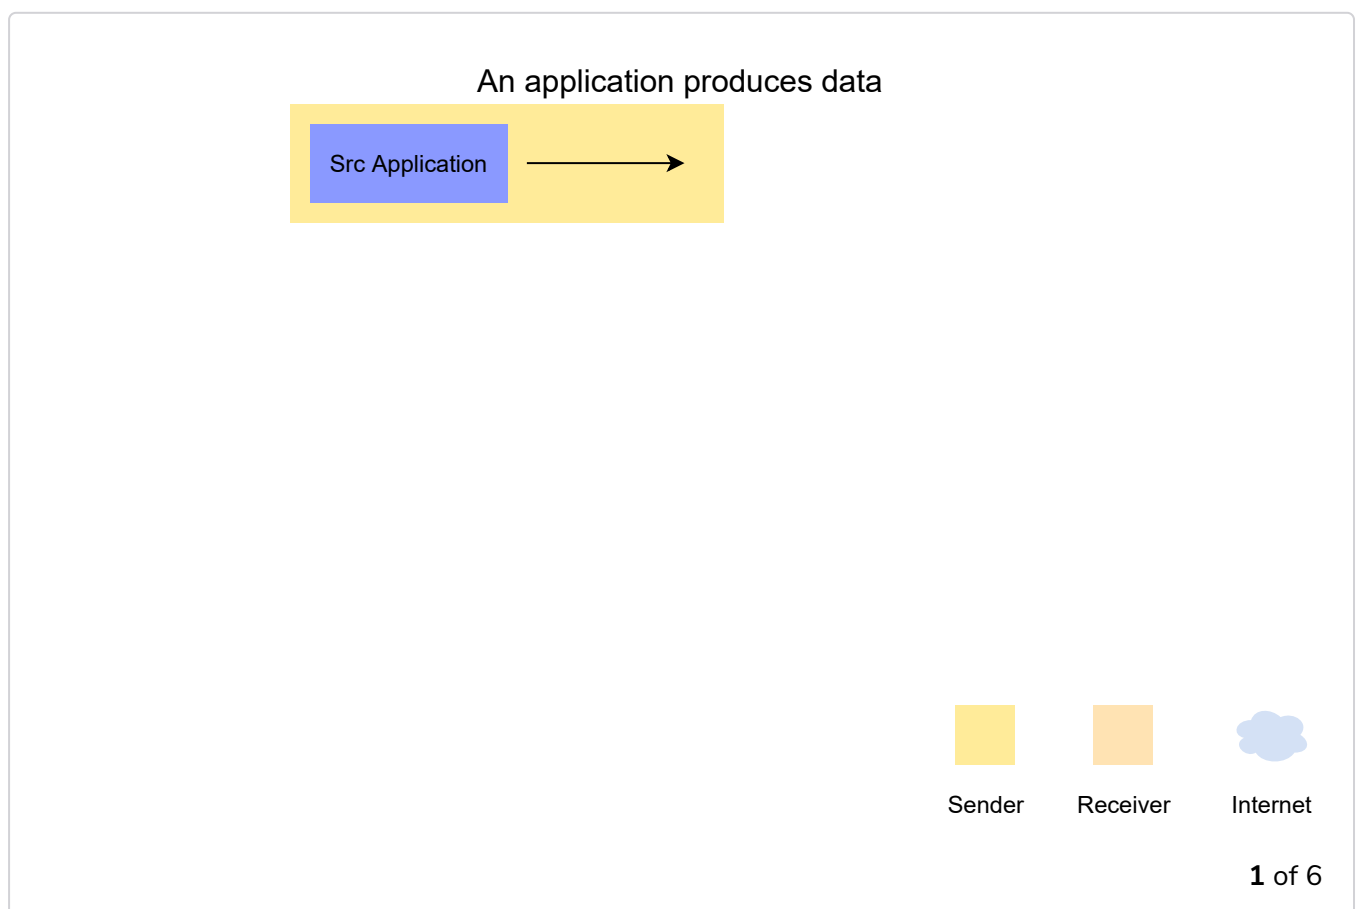 An application produces data
Src Application
Sender
Receiver
Internet
1 of 6